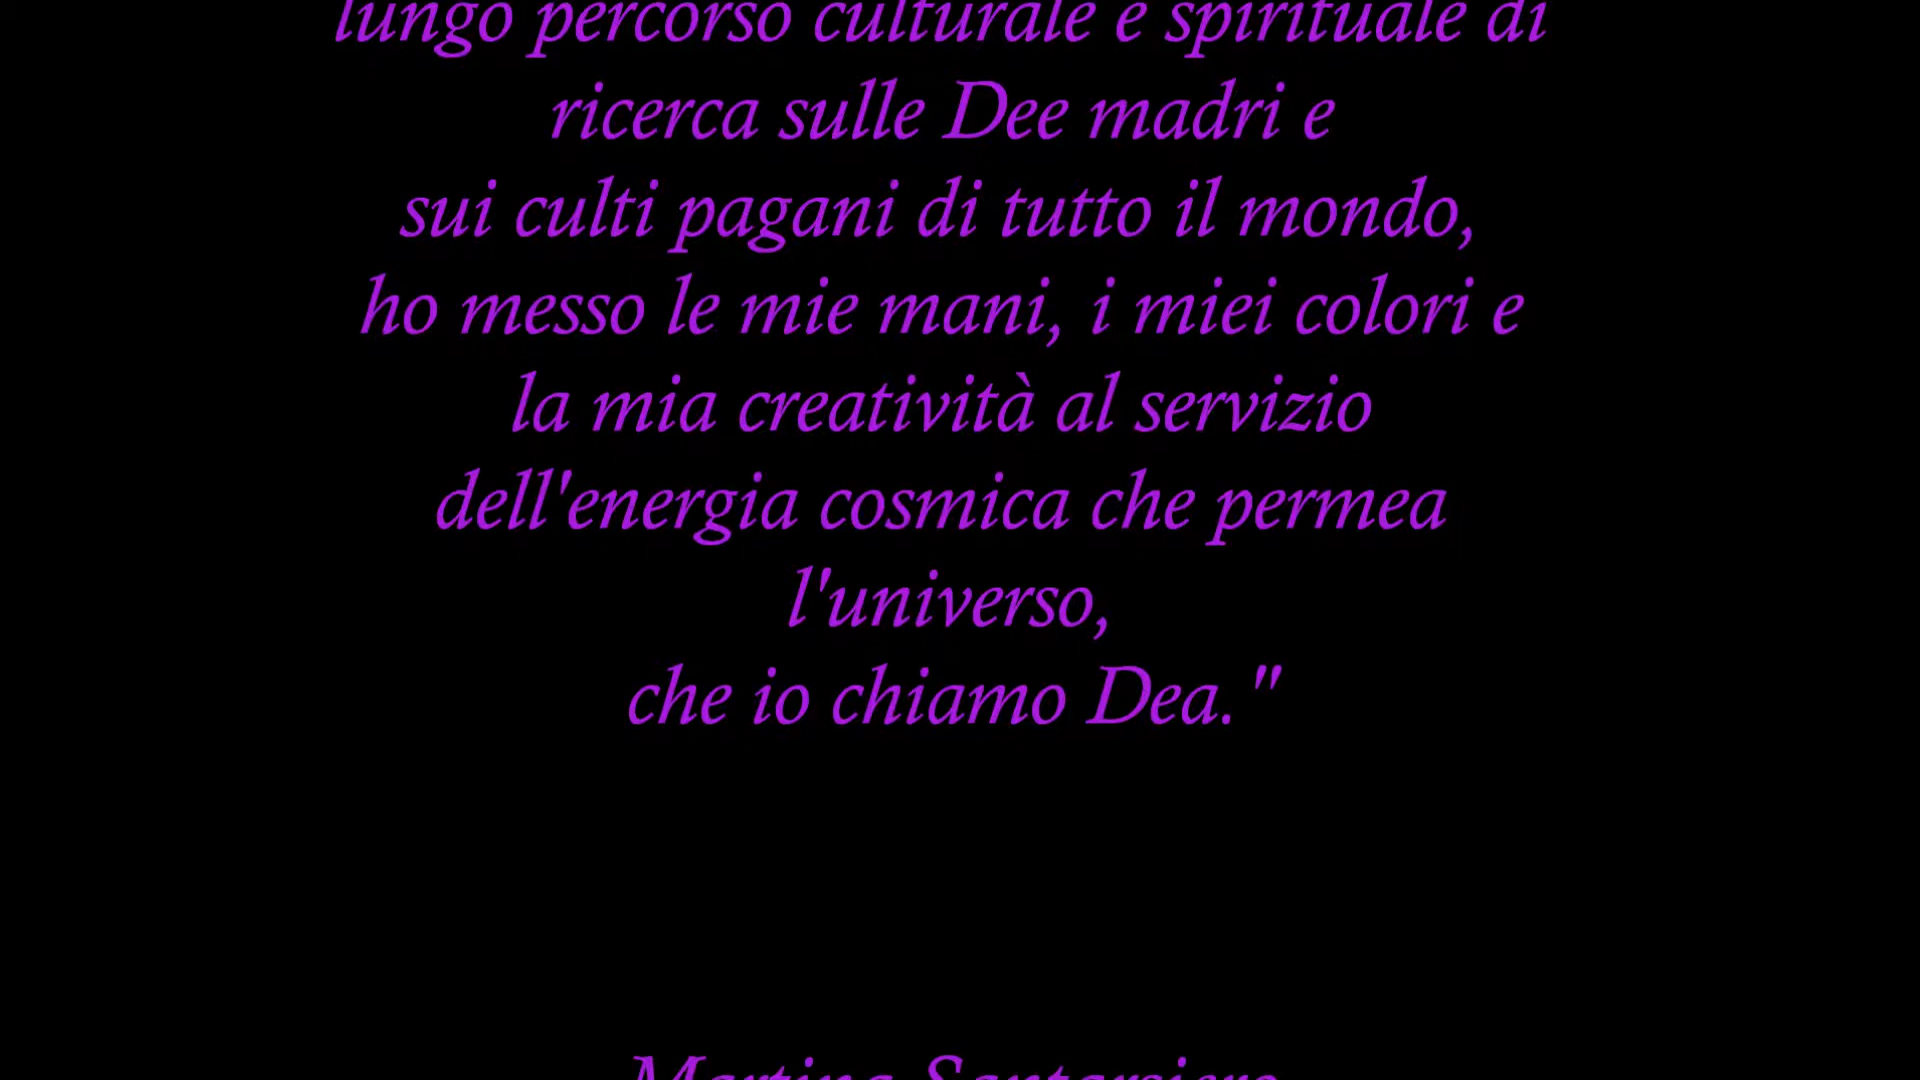 lungo percorso culturale e spirituale di
ricerca sulle Dee madri e
sui culti pagani di tutto il mondo,
ho messo le mie mani, i miei colori e
la mia creatività al servizio
dell'energia cosmica che permea
l'universo,
che io chiamo Dea."
Martina Santarsiero